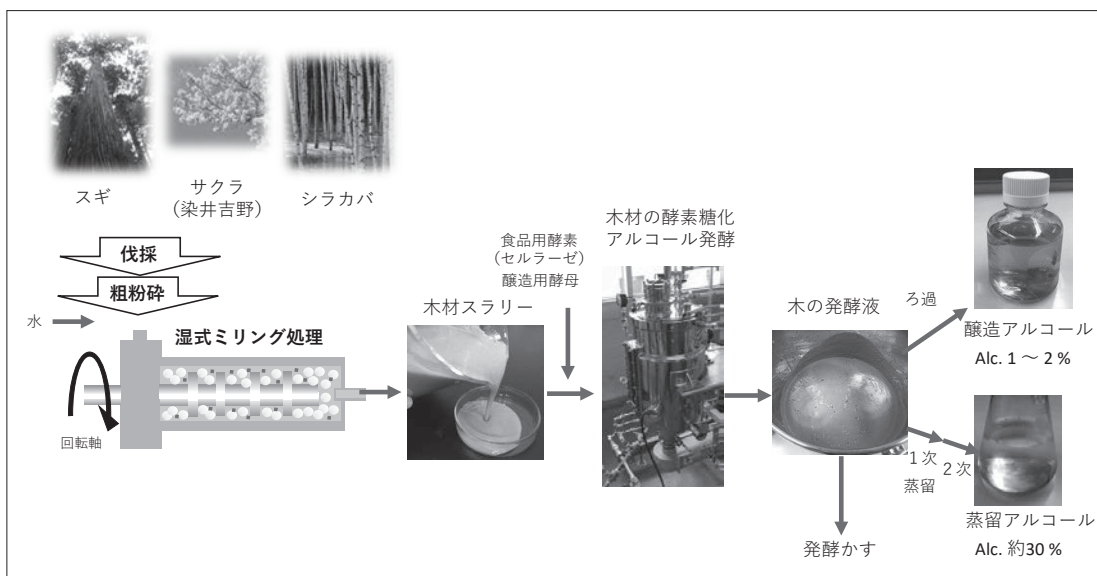 スギ
サクラ
（染井吉野）
シラカバ
伐採
粗粉砕
水
湿式ミリング処理
回転軸
木材スラリー
食品用酵素
（セルラーゼ）
醸造用酵母
木材の酵素糖化
アルコール発酵
木の発酵液
ろ過
醸造アルコール
Alc. 1 ～ 2 %
1次
2次
蒸留
蒸留アルコール
Alc. 約30 %
発酵かす